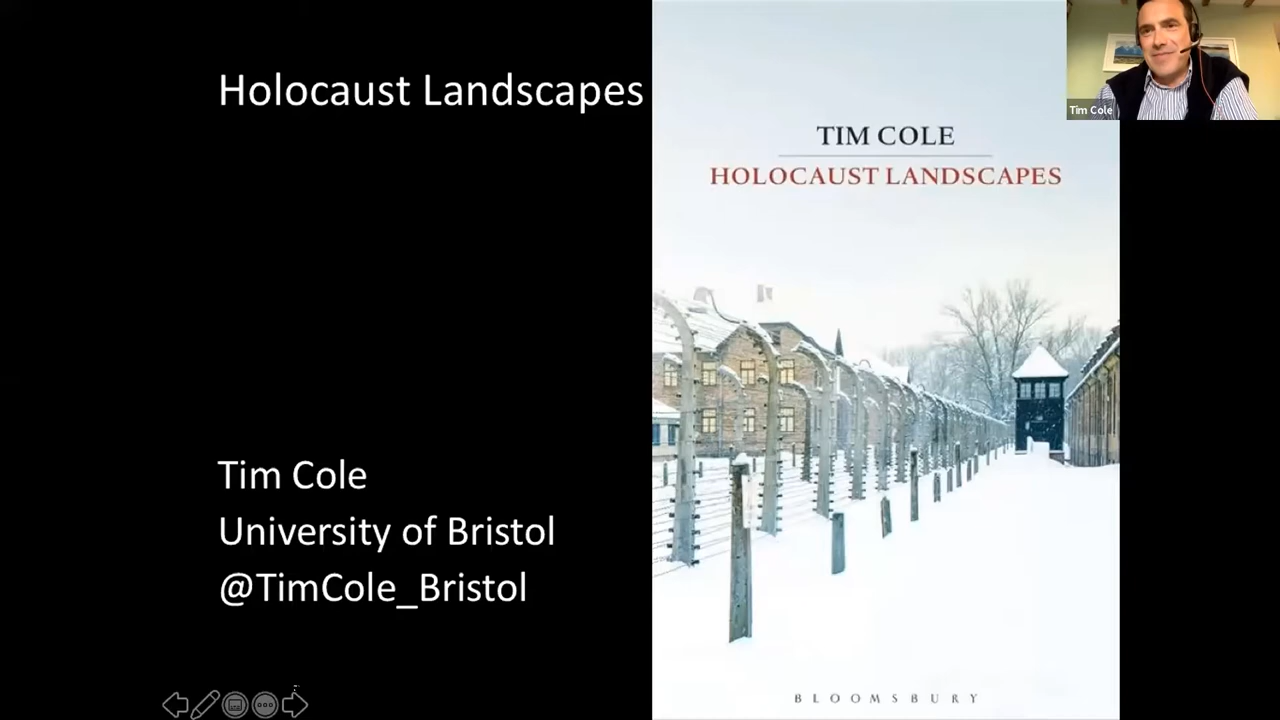 Holocaust Landscapes
Tim Cole
University of Bristol
@TimCole_Bristol
TIM COLE
HOLOCAUST LANDSCAPES
BLOOMSBURY
Tim Cole